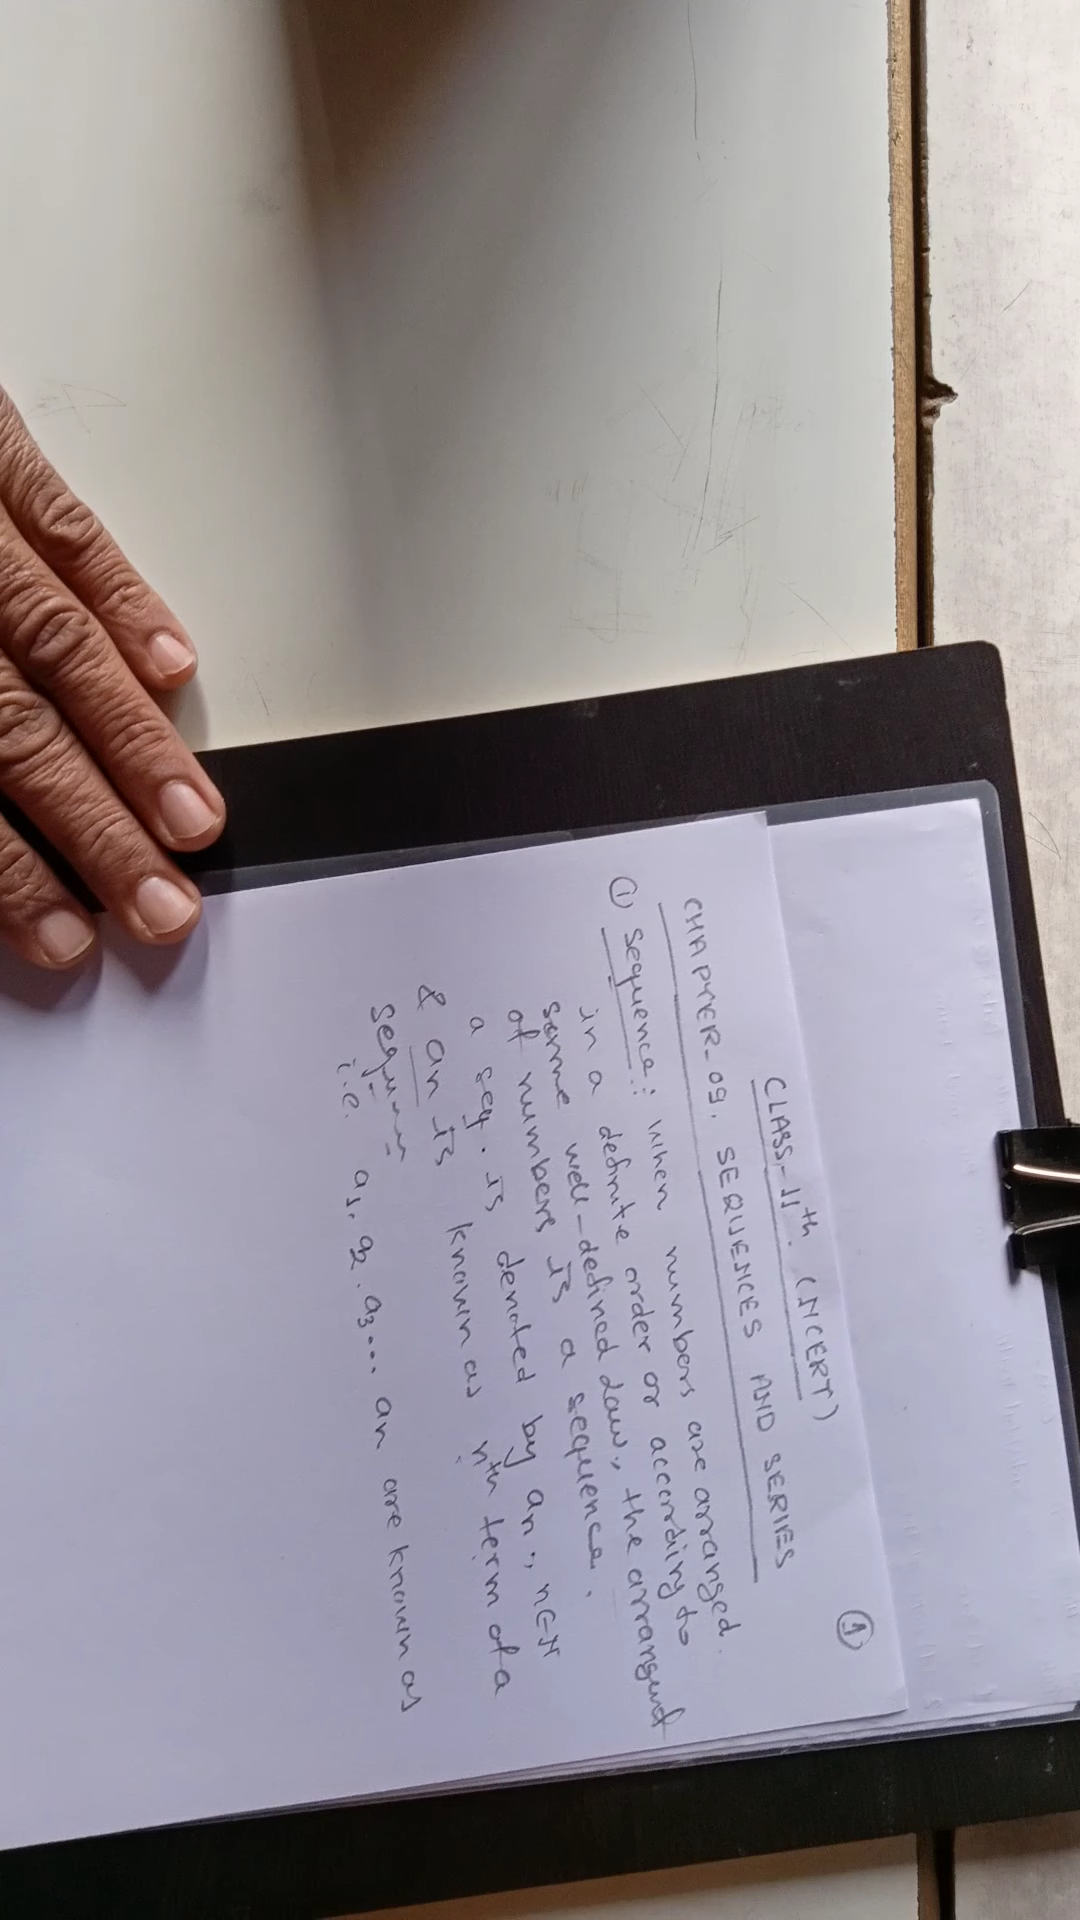 ①
CLASS-11th. (NCERT)
CHAPTER-09. SEQUENCES AND SERIES
① Sequence: When numbers are arranged.
in a definite order or according to
some well-defined law, the arrangent
of numbers is a sequence.
a seq. is denoted by an, n∈N
& an is known as nth term of a
i.e. a1, a2. a3... an are known as